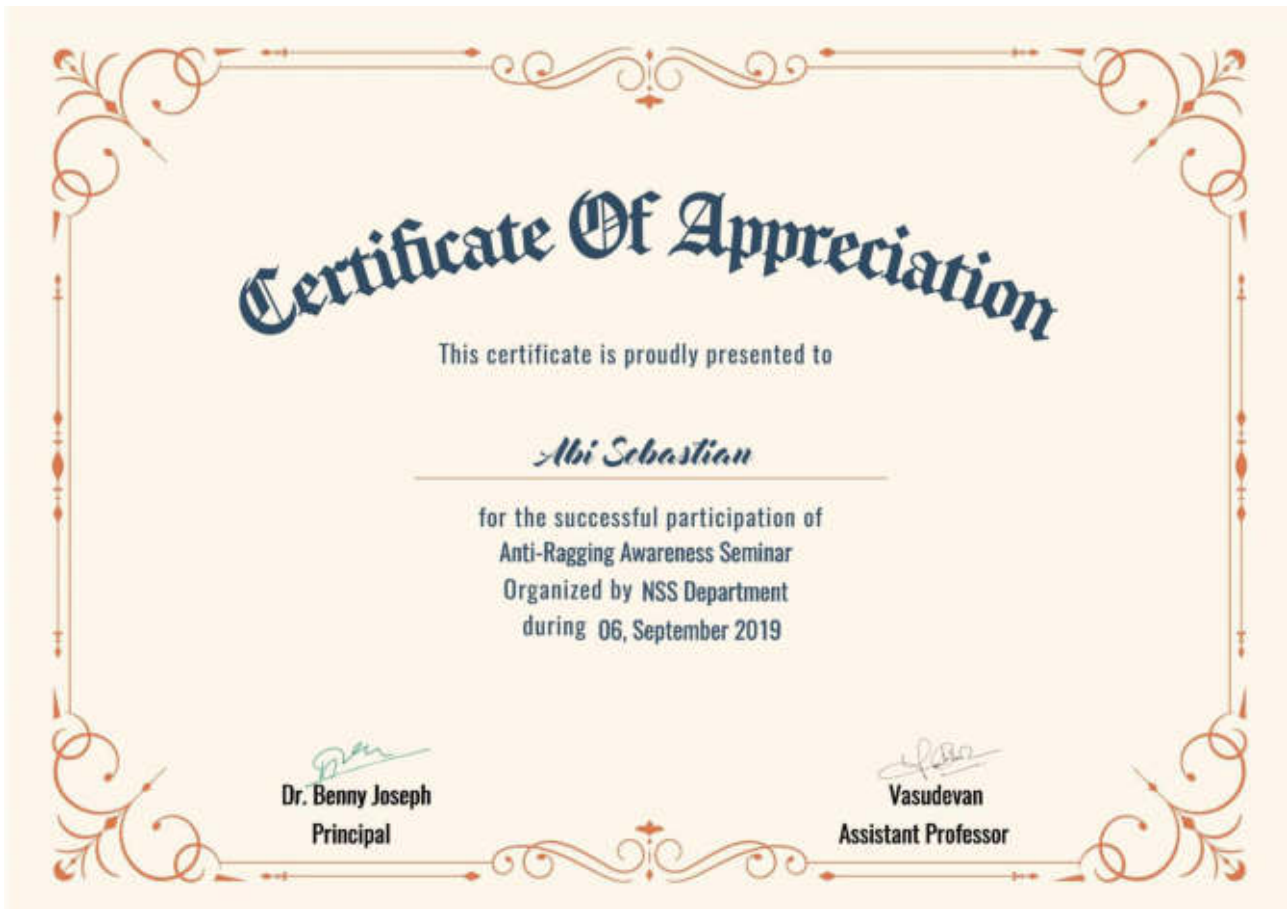 Certificate Of Appreciation
This certificate is proudly presented to
Abi Sebastian
for the successful participation of
Anti-Ragging Awareness Seminar
Organized by NSS Department
during 06, September 2019
Dr. Benny Joseph
Principal
Vasudevan
Assistant Professor